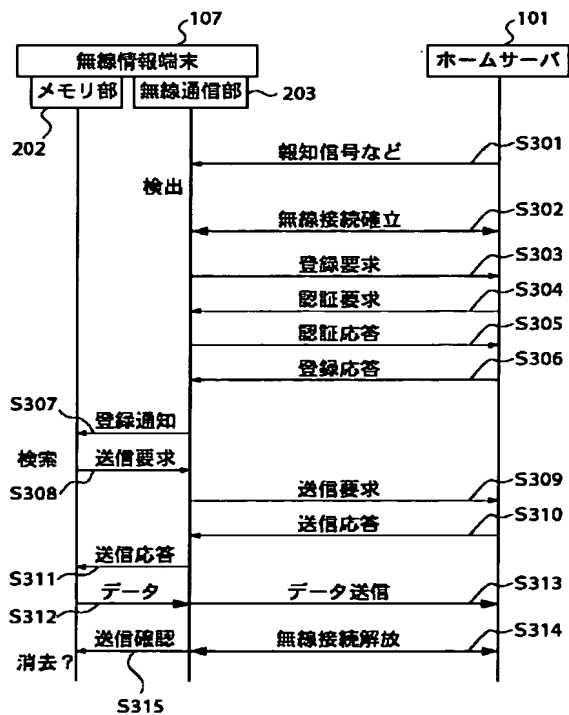 107
101
無線情報端末
ホームサーバ
メモリ部
無線通信部
203
202
報知信号など
S301
検出
無線接続確立
S302
登録要求
S303
認証要求
S304
認証応答
S305
登録応答
S306
S307
登録通知
検索
送信要求
S308
送信要求
S309
送信応答
S310
送信応答
S311
データ
データ送信
S313
S312
送信確認
無線接続解放
S314
消去?
S315